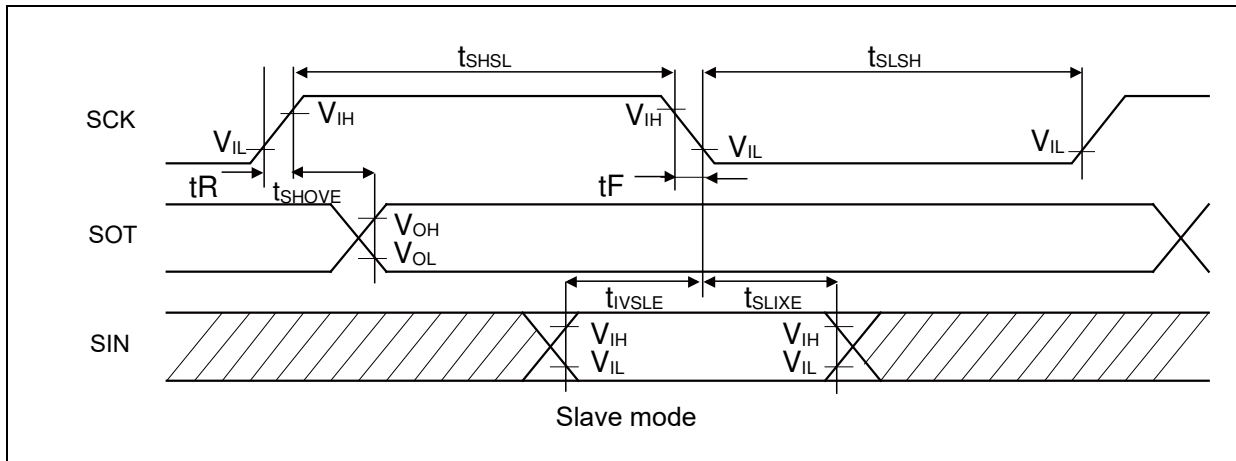 tSHSL
tSLSH
SCK
VIH
VIH
VIL
VIL
VIL
tR
tSHOVE
tF
SOT
VOH
VOL
tIVSLE
tSLIXE
SIN
VIH
VIH
VIL
VIL
Slave mode